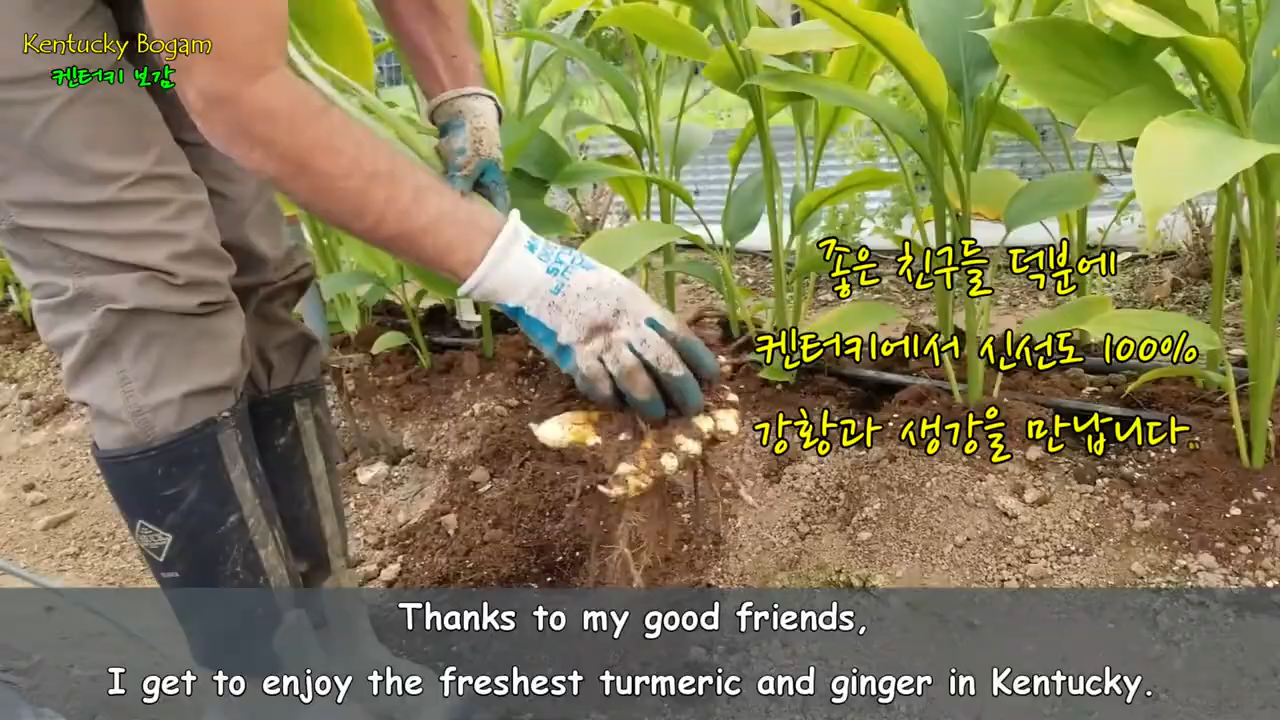 Kentucky Bogam
켄터키 보감
좋은 친구들 덕분에
켄터키에서 신선도 100%
강황과 생강을 만납니다.
Thanks to my good friends,
I get to enjoy the freshest turmeric and ginger in Kentucky.